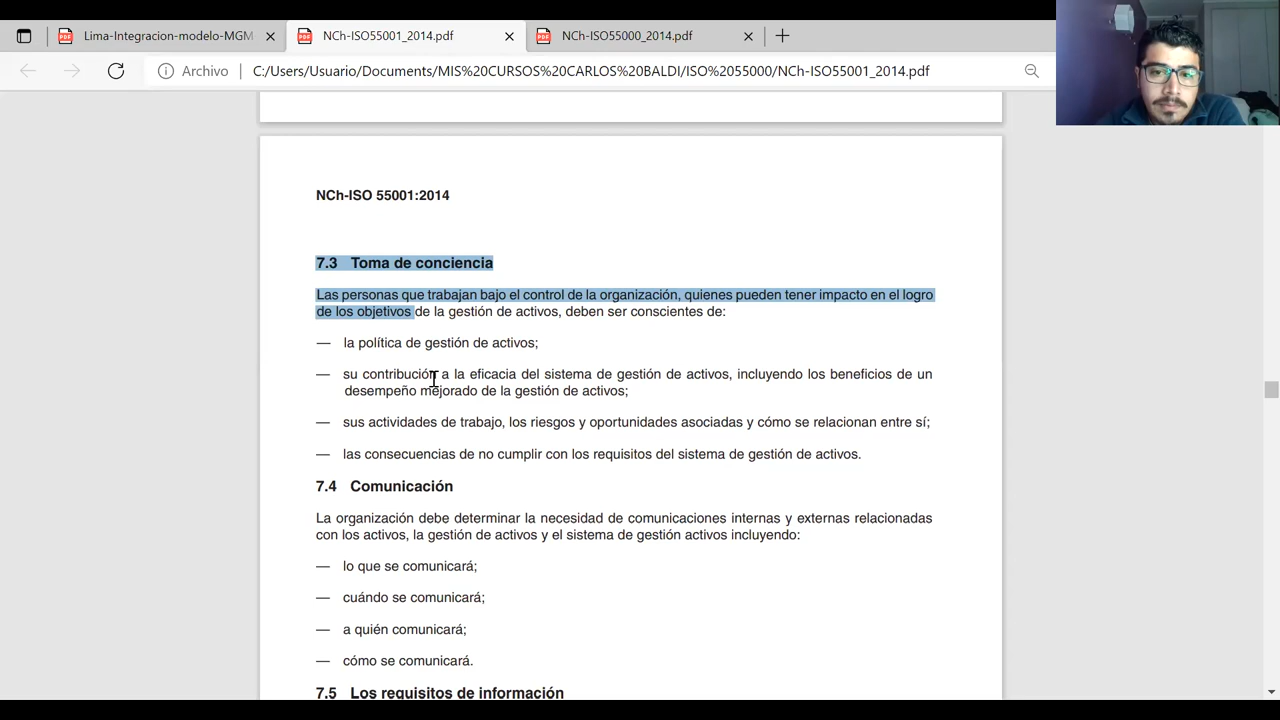 Lima-Integracion-modelo-MGM
NCh-ISO55001_2014.pdf
NCh-ISO55000_2014.pdf
Archivo
C:/Users/Usuario/Documents/MIS%20CURSOS%20CARLOS%20BALDI/ISO%2055000/NCh-ISO55001_2014.pdf
NCh-ISO 55001:2014
7.3 Toma de conciencia
Las personas que trabajan bajo el control de la organización, quienes pueden tener impacto en el logro
de los objetivos de la gestión de activos, deben ser conscientes de:
— la política de gestión de activos;
— su contribución a la eficacia del sistema de gestión de activos, incluyendo los beneficios de un
desempeño mejorado de la gestión de activos;
— sus actividades de trabajo, los riesgos y oportunidades asociadas y cómo se relacionan entre sí;
— las consecuencias de no cumplir con los requisitos del sistema de gestión de activos.
7.4 Comunicación
La organización debe determinar la necesidad de comunicaciones internas y externas relacionadas
con los activos, la gestión de activos y el sistema de gestión activos incluyendo:
— lo que se comunicará;
— cuándo se comunicará;
— a quién comunicará;
— cómo se comunicará.
7.5 Los requisitos de información